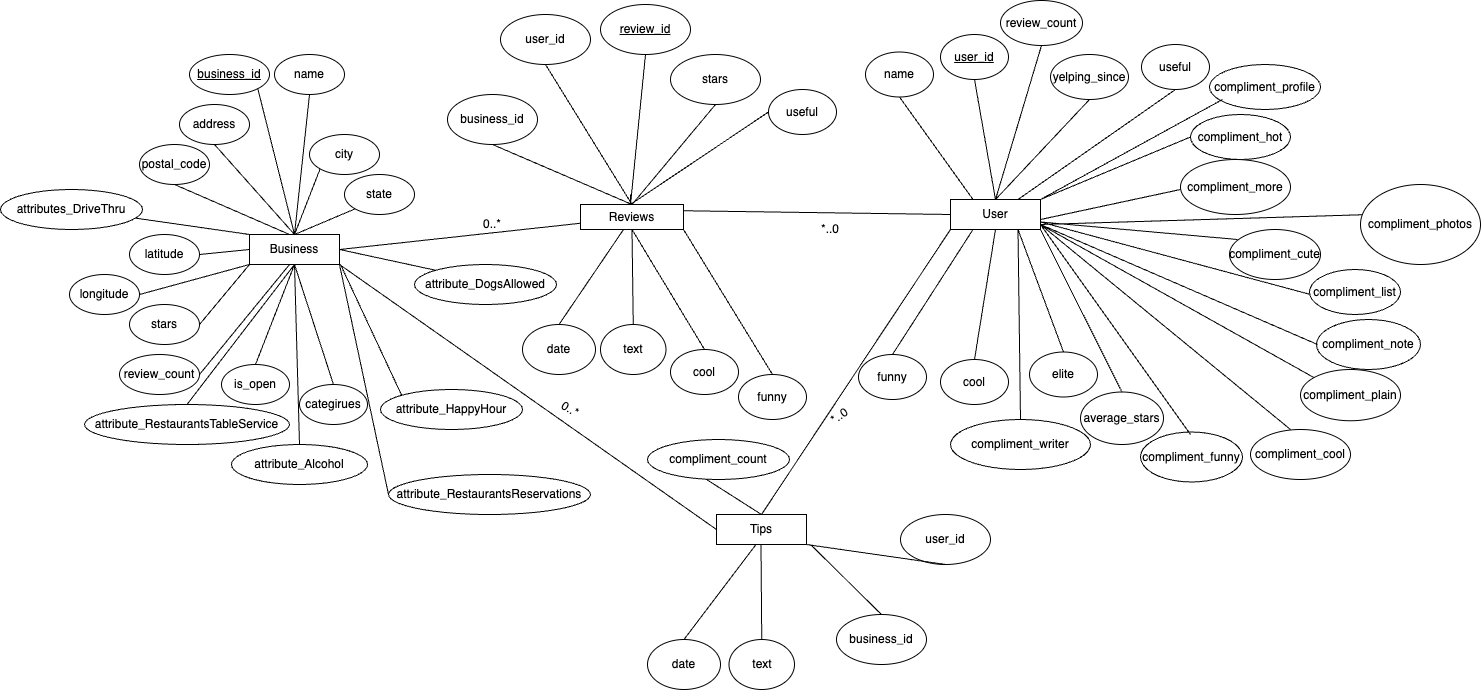 review_id
review_count
user_id
user_id
name
yelping_since
useful
business_id
name
stars
compliment_profile
business_id
useful
address
compliment_hot
city
postal_code
compliment_more
state
attributes_DriveThru
Reviews
User
compliment_photos
0..*
*..0
Business
latitude
compliment_cute
attribute_DogsAllowed
longitude
compliment_list
stars
date
text
compliment_note
review_count
cool
funny
cool
elite
is_open
compliment_plain
categirues
funny
attribute_HappyHour
0..*
*..0
average_stars
attribute_RestaurantsTableService
compliment_writer
compliment_count
compliment_funny
compliment_cool
attribute_Alcohol
attribute_RestaurantsReservations
Tips
user_id
business_id
date
text